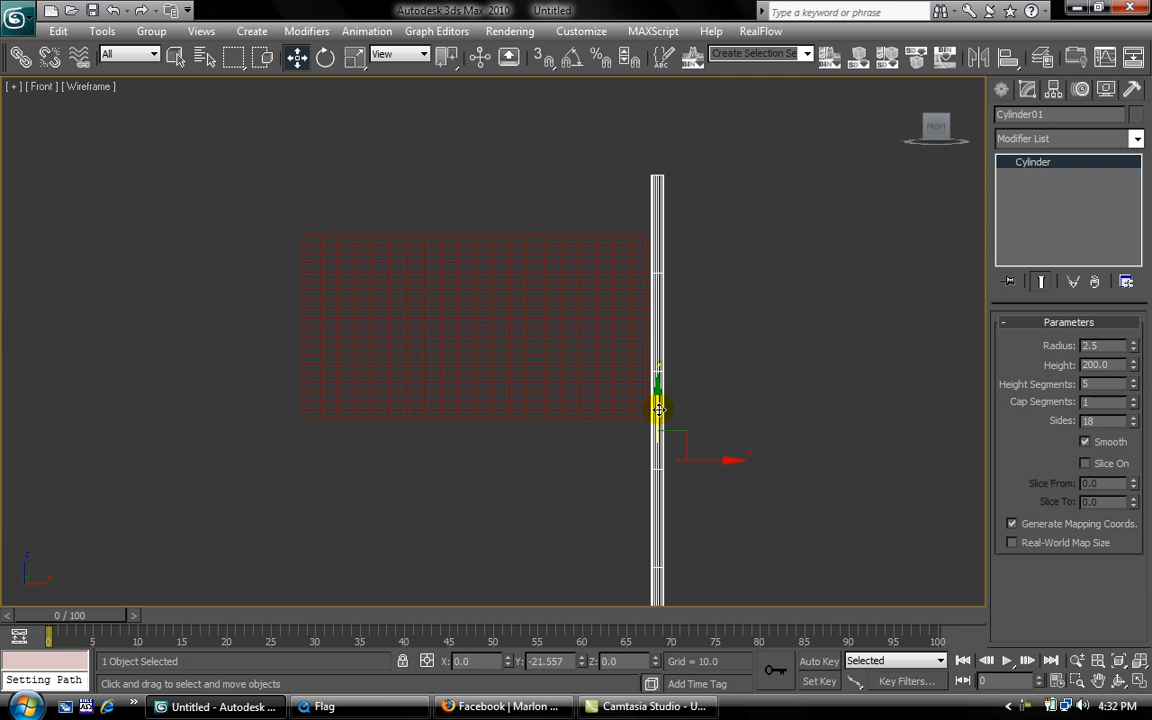 Autodesk 3ds Max 2010 Untitled
Type a keyword or phrase
Edit Tools Group Views Create Modifiers Animation Graph Editors Rendering Customize MAXScript Help RealFlow
All View Create Selection Se
[ + ] [ Front ] [ Wireframe ]
FRONT
Cylinder01
Modifier List
Cylinder
- Parameters
Radius: 2.5
Height: 200.0
Height Segments: 5
Cap Segments: 1
Sides: 18
Smooth
Slice On
Slice From: 0.0
Slice To: 0.0
Generate Mapping Coords.
Real-World Map Size
x
z
x
< 0 / 100 >
0 5 10 15 20 25 30 35 40 45 50 55 60 65 70 75 80 85 90 95 100
1 Object Selected X: 0.0 Y: -21.557 Z: 0.0 Grid = 10.0 Auto Key Selected
Setting Path Click and drag to select and move objects Add Time Tag Set Key Key Filters... 0
Untitled - Autodesk ... Flag Facebook | Marlon ... Camtasia Studio - U... 4:32 PM